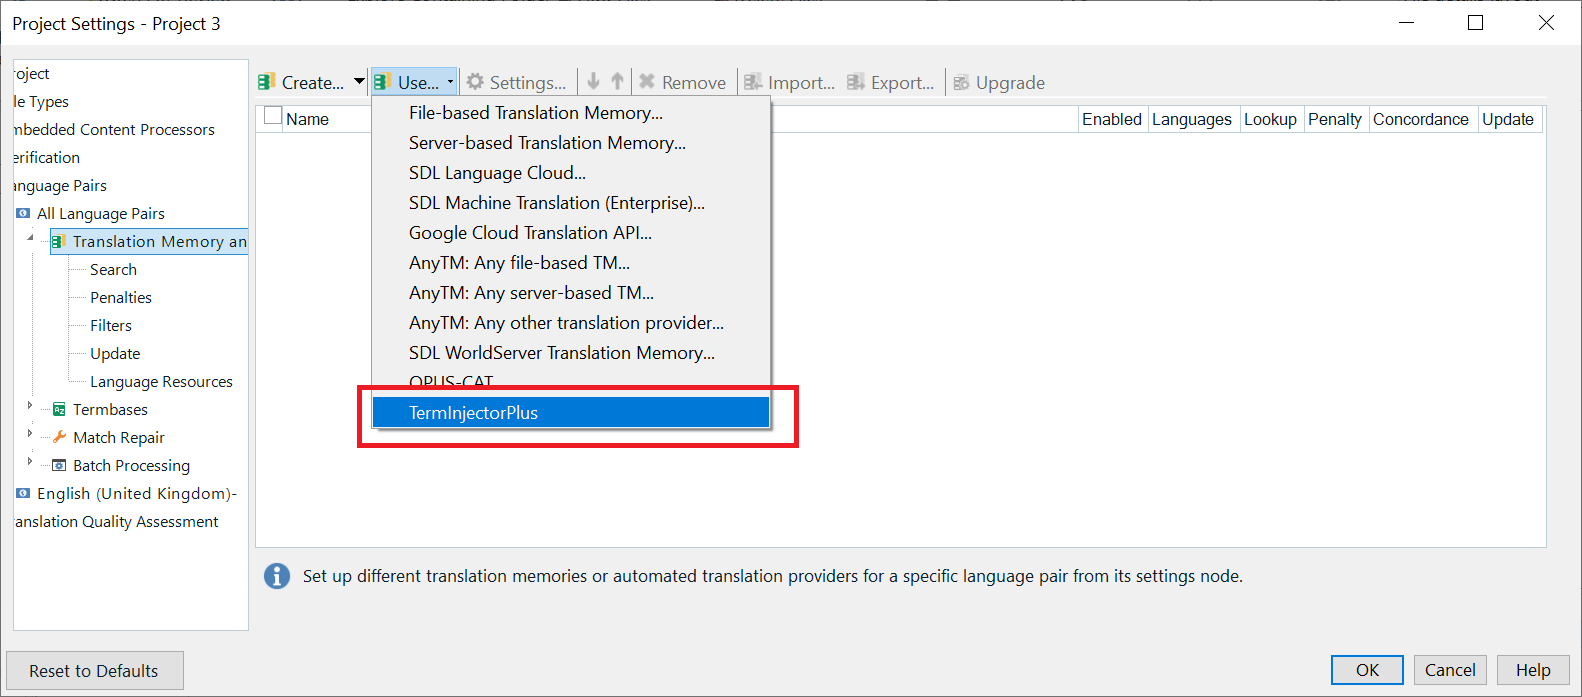 Project Settings - Project 3
roject
le Types
mbedded Content Processors
erification
anguage Pairs
All Language Pairs
Translation Memory an
Search
Penalties
Filters
Update
Language Resources
Termbases
Match Repair
Batch Processing
English (United Kingdom)-
anslation Quality Assessment
Create... Use... Settings... Remove Import... Export... Upgrade
Name Enabled Languages Lookup Penalty Concordance Update
File-based Translation Memory...
Server-based Translation Memory...
SDL Language Cloud...
SDL Machine Translation (Enterprise)...
Google Cloud Translation API...
AnyTM: Any file-based TM...
AnyTM: Any server-based TM...
AnyTM: Any other translation provider...
SDL WorldServer Translation Memory...
OPUS-CAT
TermInjectorPlus
Set up different translation memories or automated translation providers for a specific language pair from its settings node.
Reset to Defaults OK Cancel Help